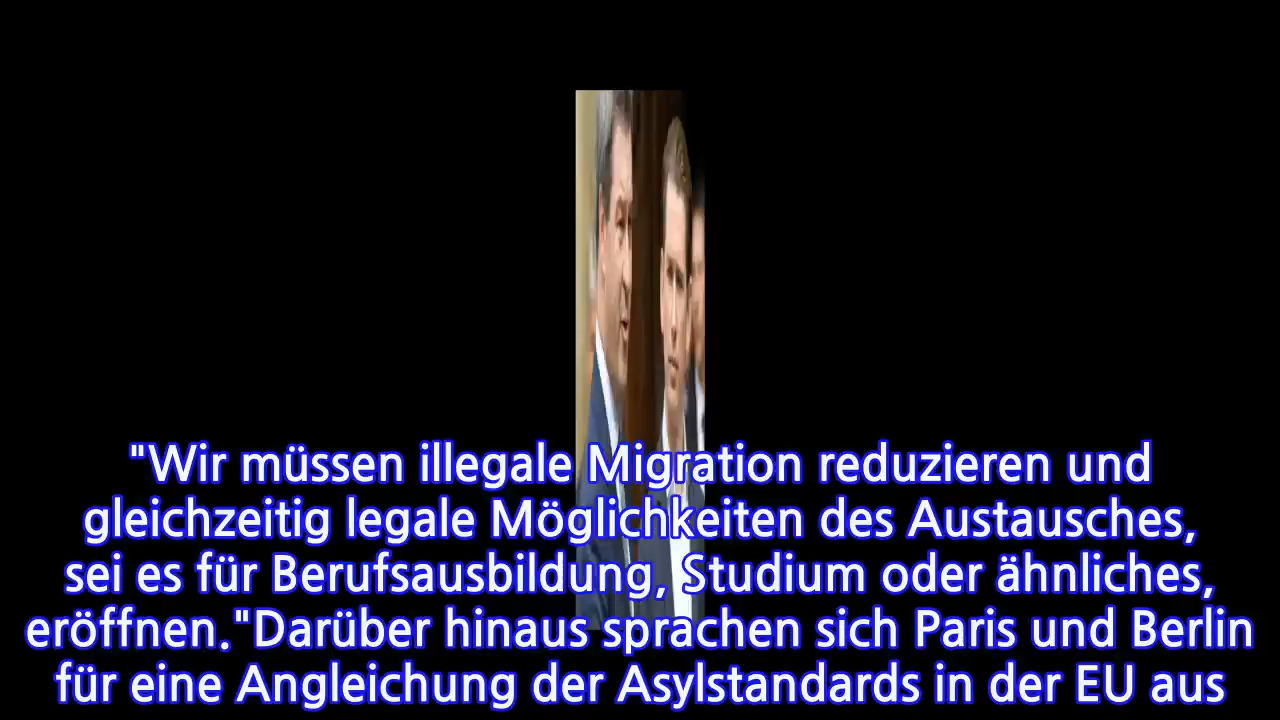 "Wir müssen illegale Migration reduzieren und
gleichzeitig legale Möglichkeiten des Austausches,
sei es für Berufsausbildung, Studium oder ähnliches,
eröffnen."Darüber hinaus sprachen sich Paris und Berlin
für eine Angleichung der Asylstandards in der EU aus